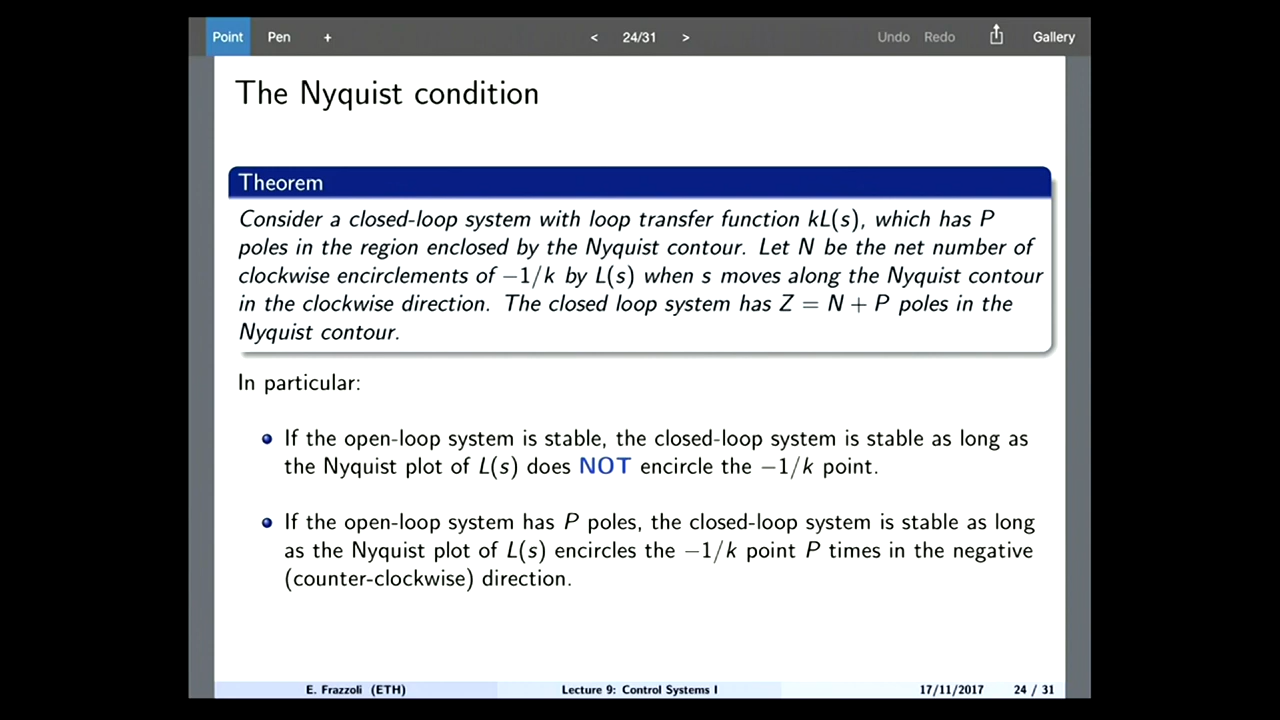 Point Pen + < 24/31 > Undo Redo Gallery
The Nyquist condition
Theorem
Consider a closed-loop system with loop transfer function kL(s), which has P
poles in the region enclosed by the Nyquist contour. Let N be the net number of
clockwise encirclements of −1/k by L(s) when s moves along the Nyquist contour
in the clockwise direction. The closed loop system has Z = N + P poles in the
Nyquist contour.
In particular:
If the open-loop system is stable, the closed-loop system is stable as long as
the Nyquist plot of L(s) does NOT encircle the −1/k point.
If the open-loop system has P poles, the closed-loop system is stable as long
as the Nyquist plot of L(s) encircles the −1/k point P times in the negative
(counter-clockwise) direction.
E. Frazzoli (ETH) Lecture 9: Control Systems I 17/11/2017 24 / 31